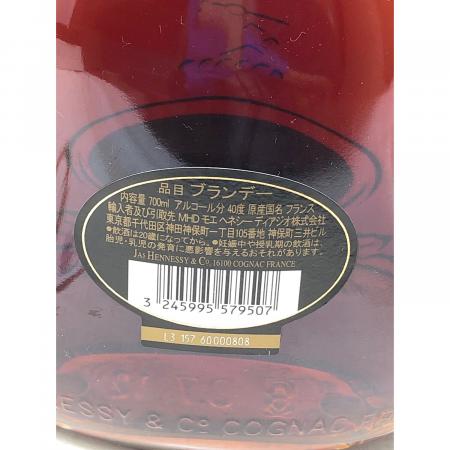 品目 ブランデー
内容量 700ml アルコール分 40度 原産国名 フランス
輸入者及び引取先 MHD モエ ヘネシー ディアジオ株式会社
東京都千代田区神田神保町一丁目105番地 神保町三井ビル
●飲酒は20歳になってから。●妊娠中や授乳期の飲酒は、
胎児・乳児の発育に悪影響を与えるおそれがあります。
JAS HENNESSY & CO. 16100 COGNAC FRANCE
3 245995 579507
L3 157 60000808
ESSY & Cº COGNAC FR